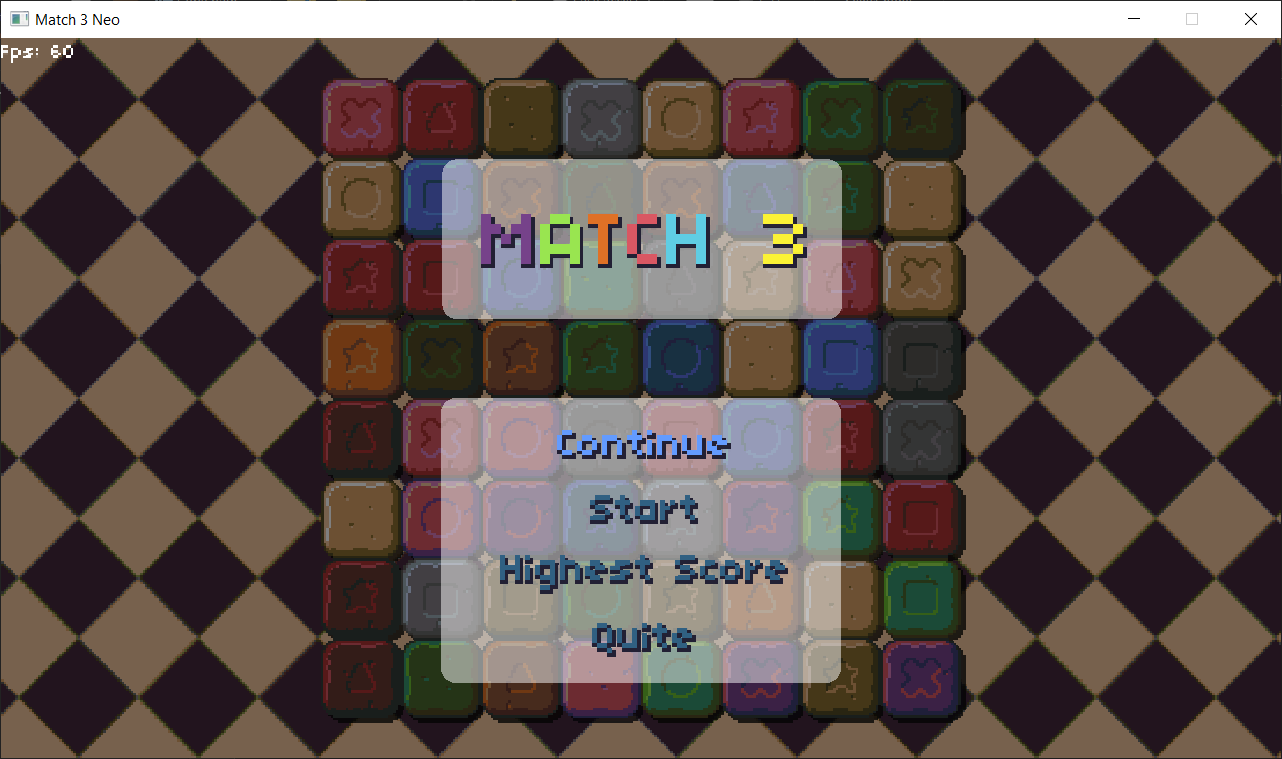 Match 3 Neo
Fps: 60
MATCH 3
Continue
Start
Highest Score
Quite